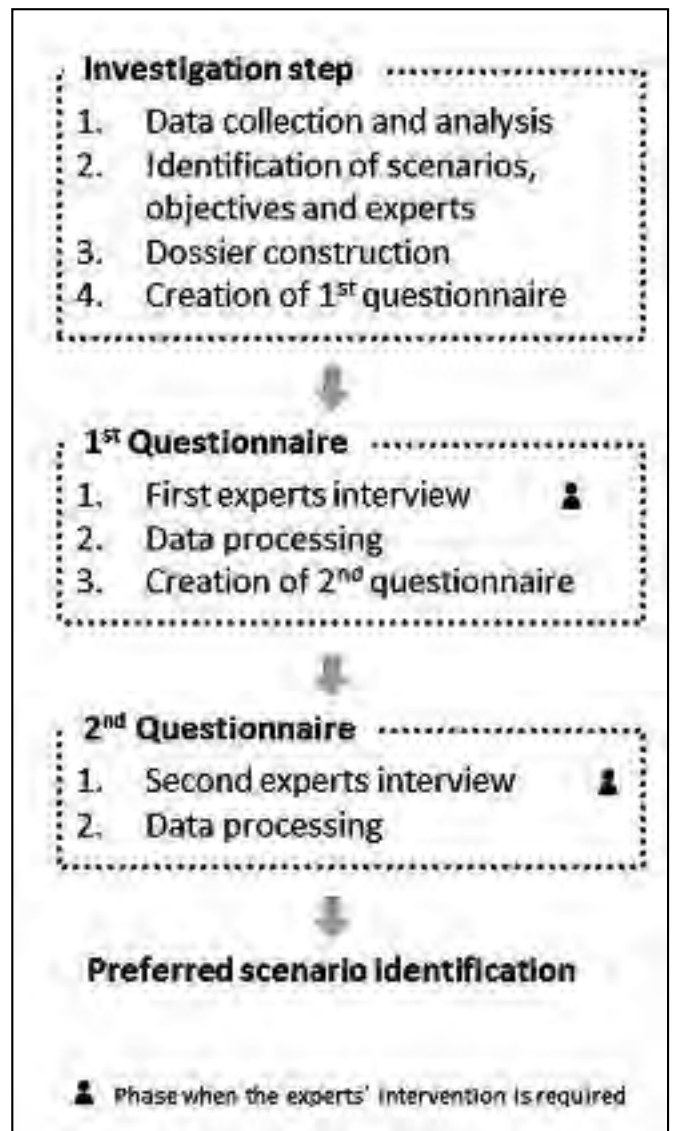 Investigation step
1. Data collection and analysis
2. Identification of scenarios,
objectives and experts
3. Dossier construction
4. Creation of 1st questionnaire
1st Questionnaire
1. First experts interview
2. Data processing
3. Creation of 2nd questionnaire
2nd Questionnaire
1. Second experts interview
2. Data processing
Preferred scenario identification
Phase when the experts' intervention is required